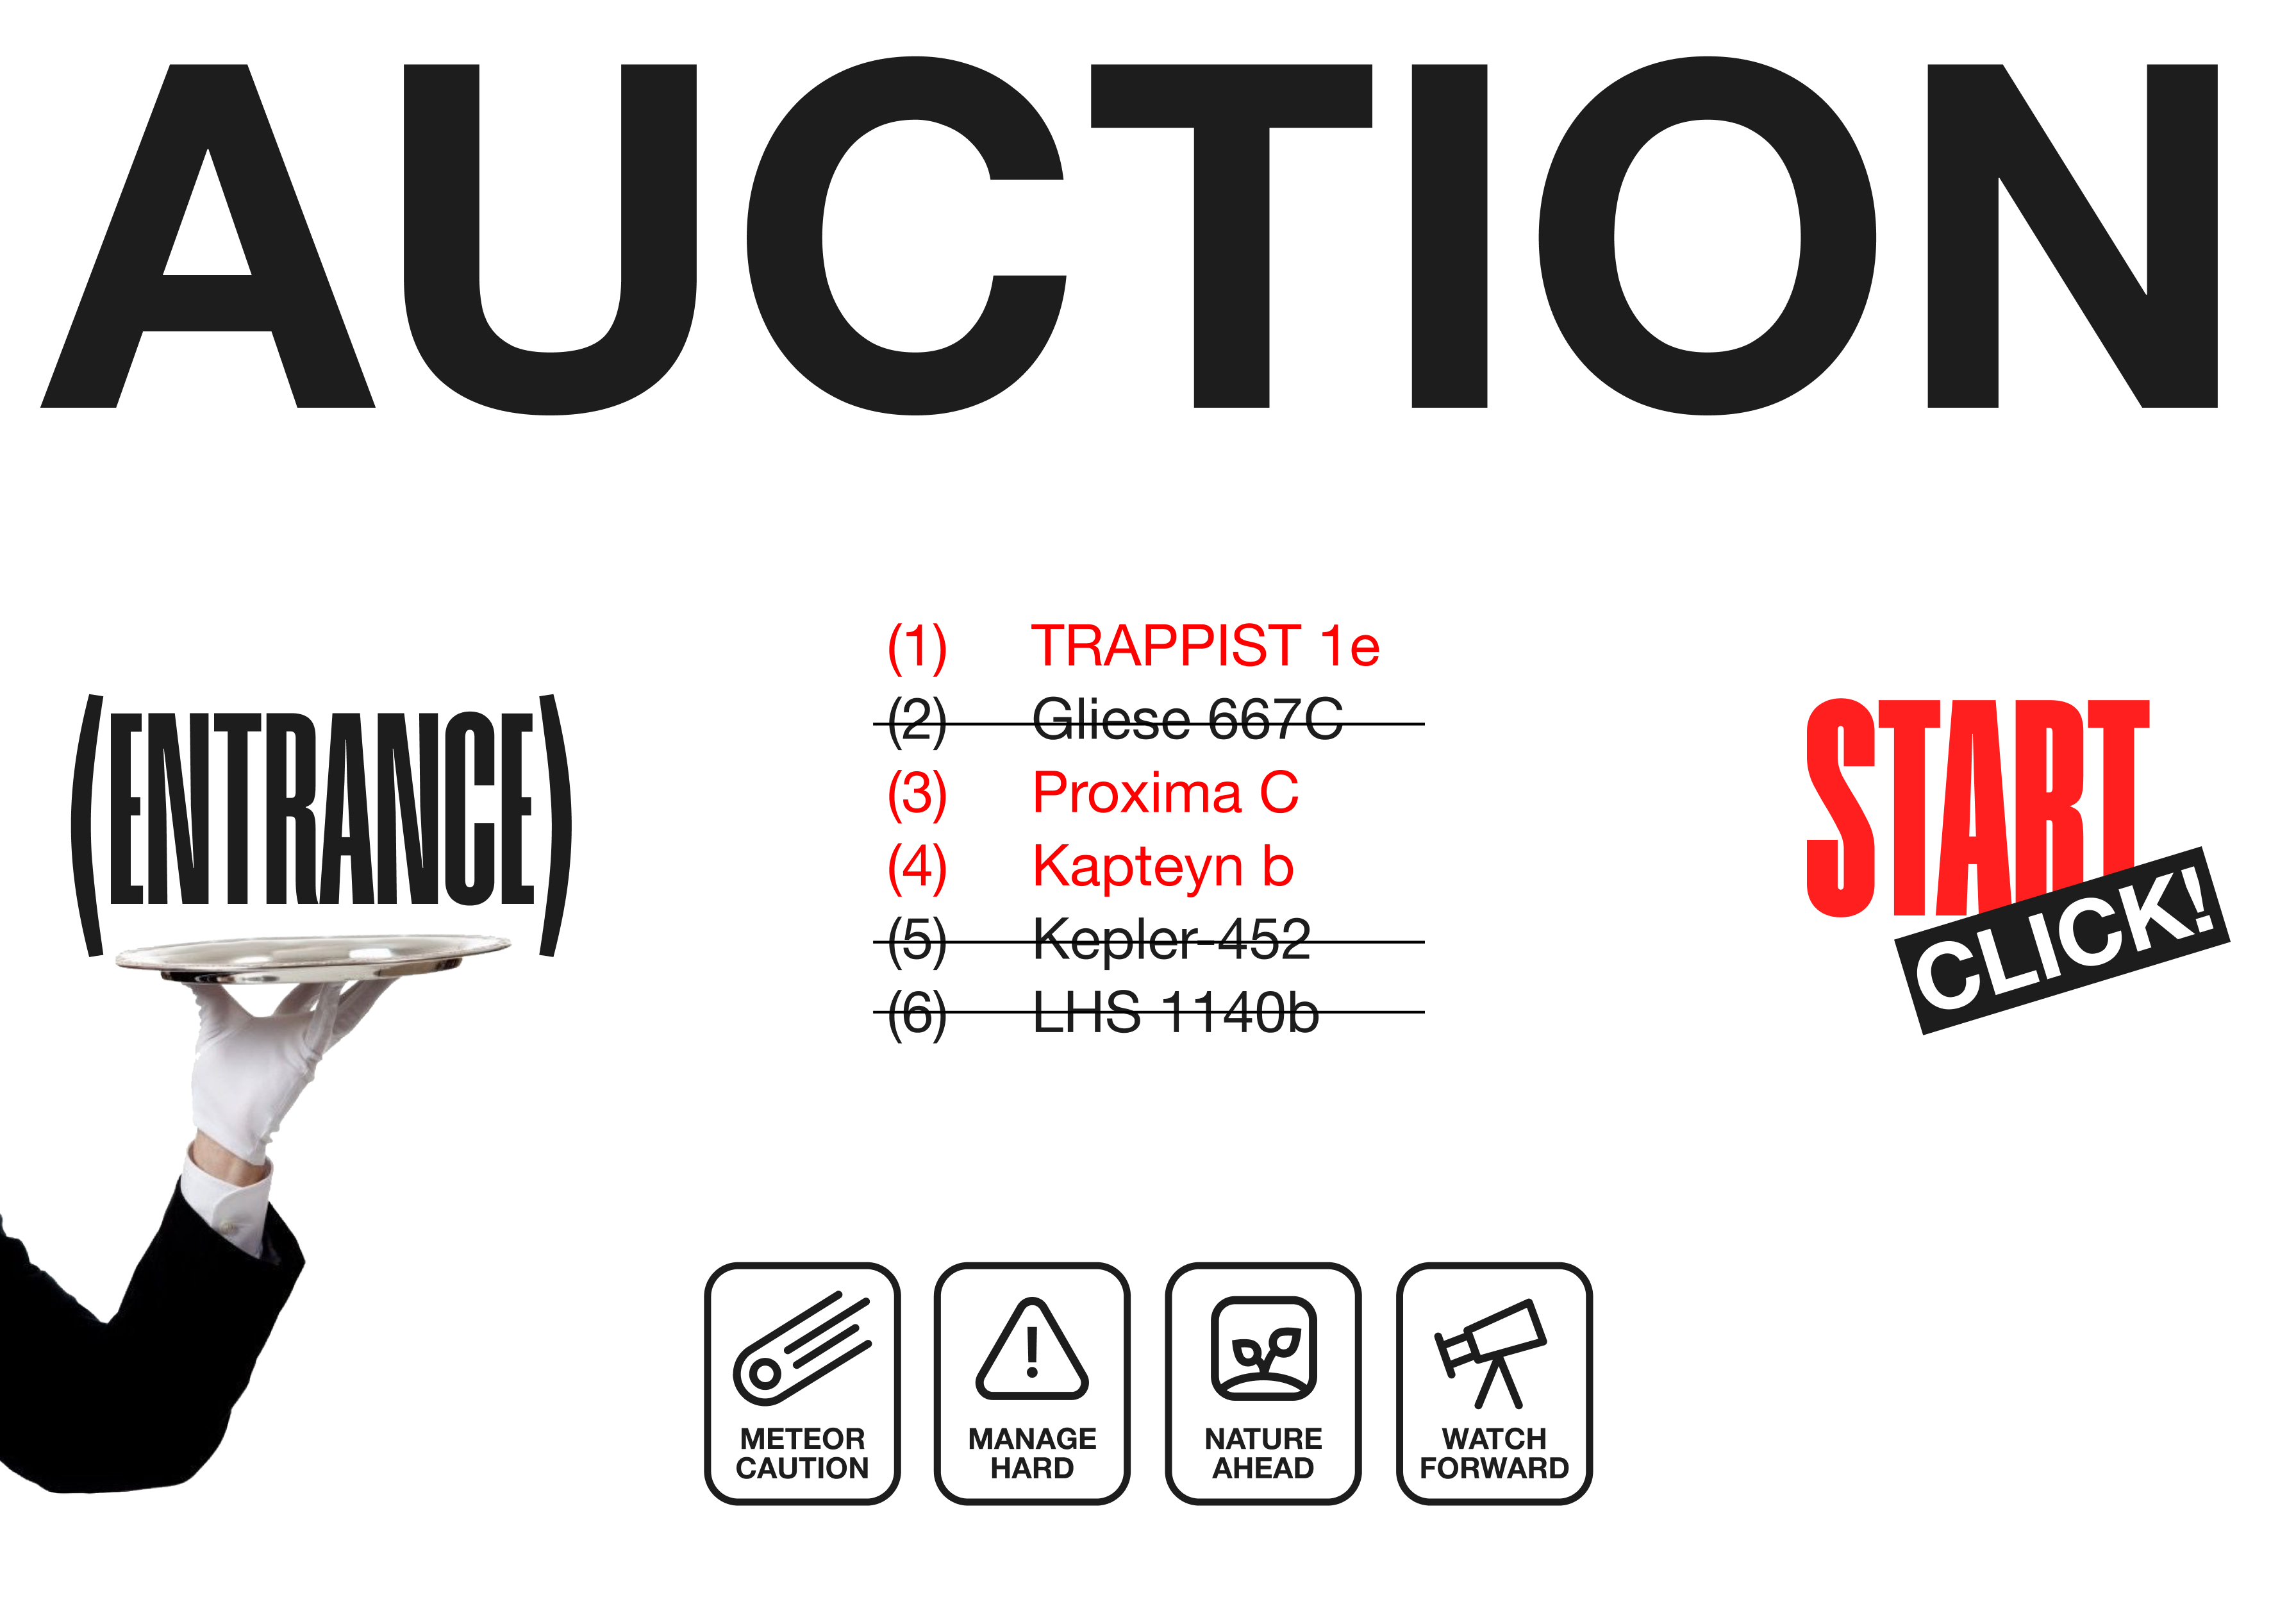 AUCTION
(ENTRANCE)
(1) TRAPPIST 1e
(2) Gliese 667C
(3) Proxima C
(4) Kapteyn b
(5) Kepler-452
(6) LHS 1140b
START
CLICK!
METEOR
CAUTION
MANAGE
HARD
NATURE
AHEAD
WATCH
FORWARD